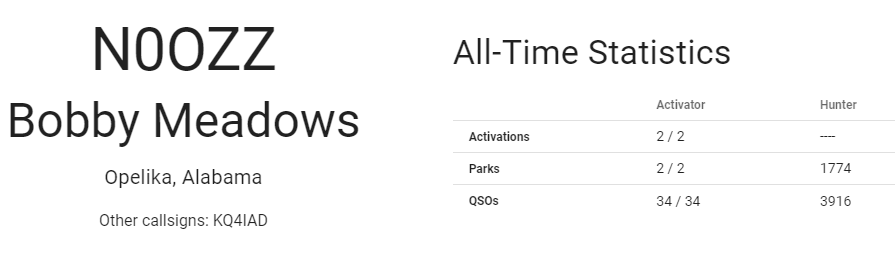 N0OZZ
Bobby Meadows
Opelika, Alabama
Other callsigns: KQ4IAD
All-Time Statistics
Activator Hunter
Activations 2 / 2 ----
Parks 2 / 2 1774
QSOs 34 / 34 3916